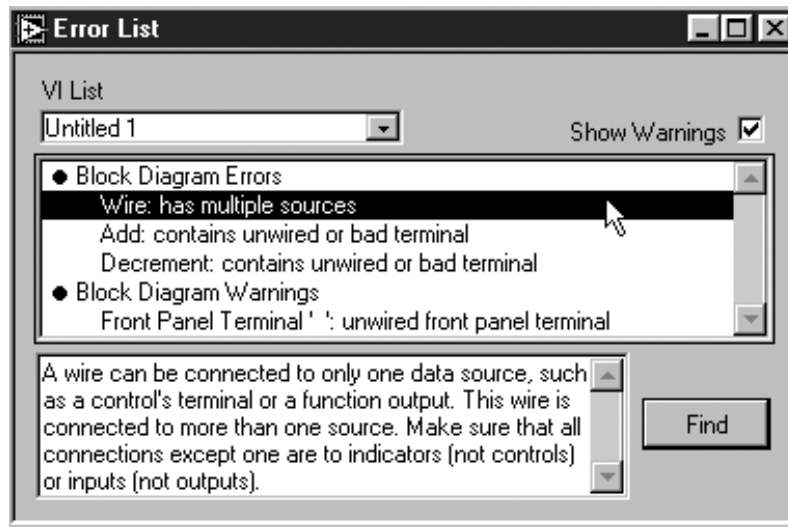 Error List
VI List
Untitled 1
Show Warnings
● Block Diagram Errors
Wire: has multiple sources
Add: contains unwired or bad terminal
Decrement: contains unwired or bad terminal
● Block Diagram Warnings
Front Panel Terminal '  ': unwired front panel terminal
A wire can be connected to only one data source, such
as a control's terminal or a function output. This wire is
connected to more than one source. Make sure that all
connections except one are to indicators (not controls)
or inputs (not outputs).
Find